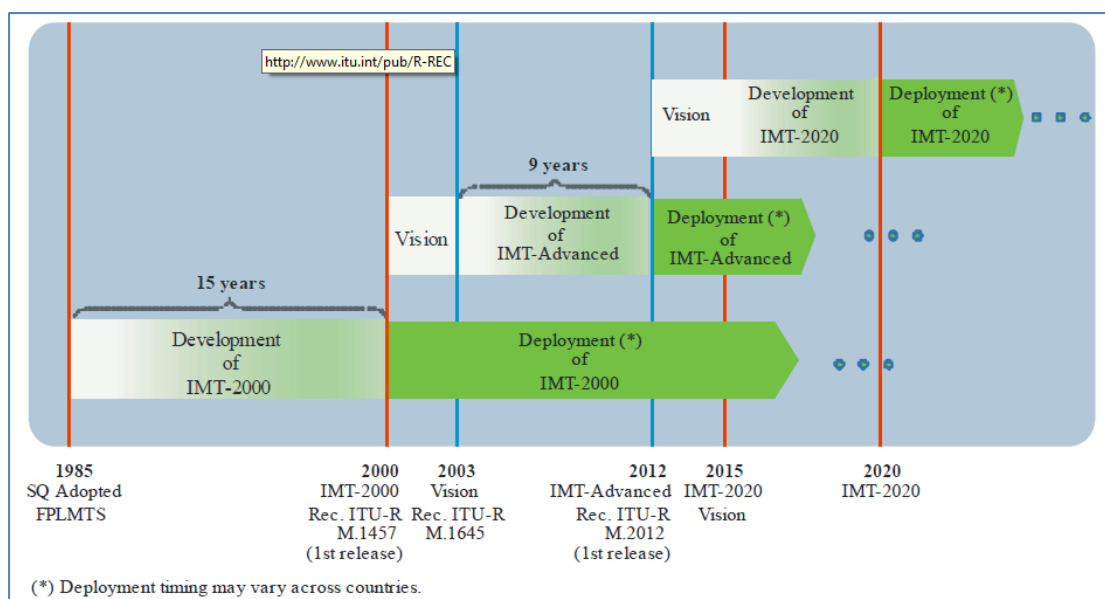 http://www.itu.int/pub/R-REC
Vision
Development
of
IMT-2020
Deployment (*)
of
IMT-2020
9 years
Vision
Development
of
IMT-Advanced
Deployment (*)
of
IMT-Advanced
15 years
Development
of
IMT-2000
Deployment (*)
of
IMT-2000
1985
SQ Adopted
FPLMTS
2000
IMT-2000
Rec. ITU-R
M.1457
(1st release)
2003
Vision
Rec. ITU-R
M.1645
2012
IMT-Advanced
Rec. ITU-R
M.2012
(1st release)
2015
IMT-2020
Vision
2020
IMT-2020
(*) Deployment timing may vary across countries.